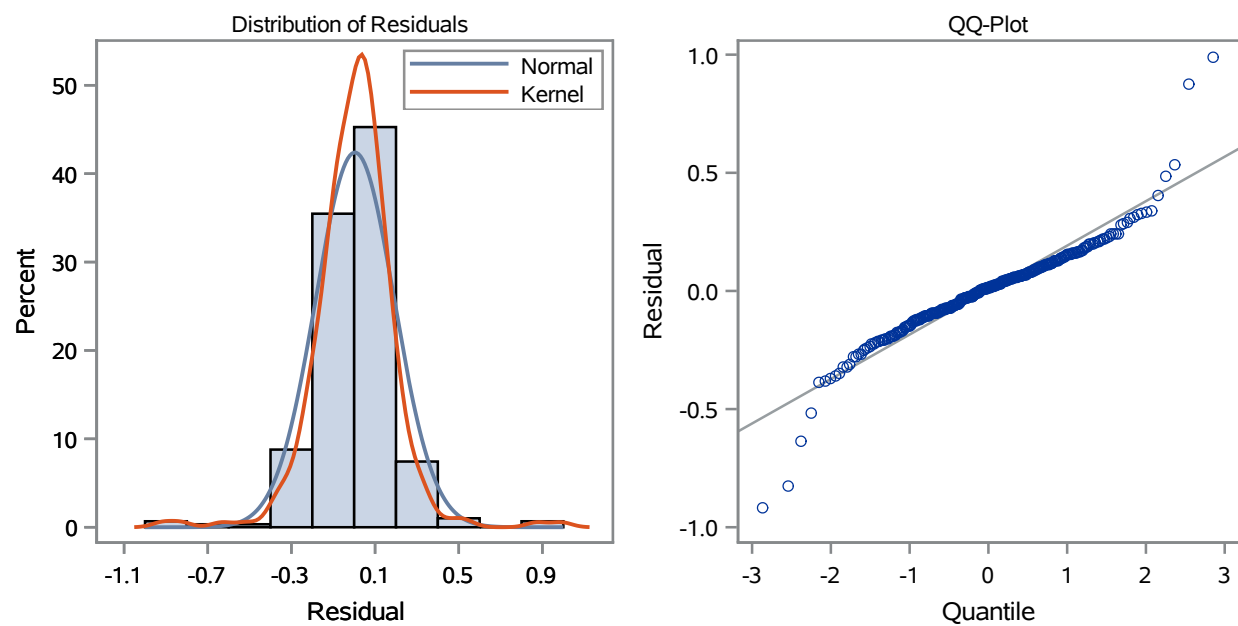 Distribution of Residuals
Normal
Kernel
50
40
30
20
10
0
Percent
-1.1 -0.7 -0.3 0.1 0.5 0.9
Residual
QQ-Plot
1.0
0.5
0.0
-0.5
-1.0
Residual
-3 -2 -1 0 1 2 3
Quantile